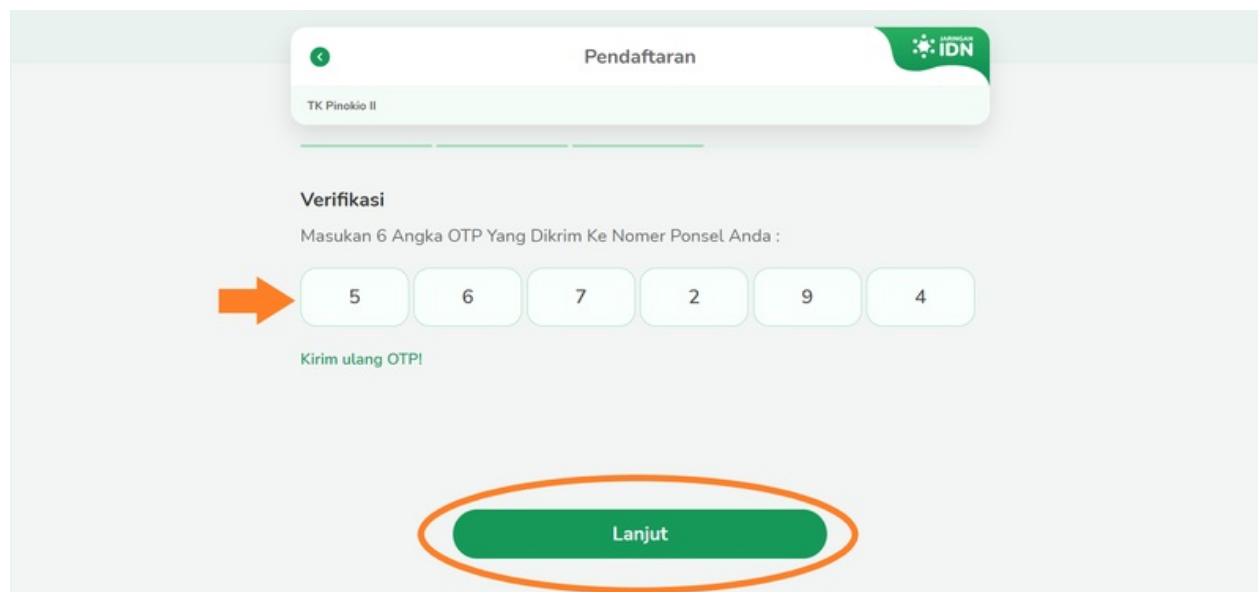 Pendaftaran
JARINGAN
IDN
TK Pinokio II
Verifikasi
Masukan 6 Angka OTP Yang Dikrim Ke Nomer Ponsel Anda :
5 6 7 2 9 4
Kirim ulang OTP!
Lanjut